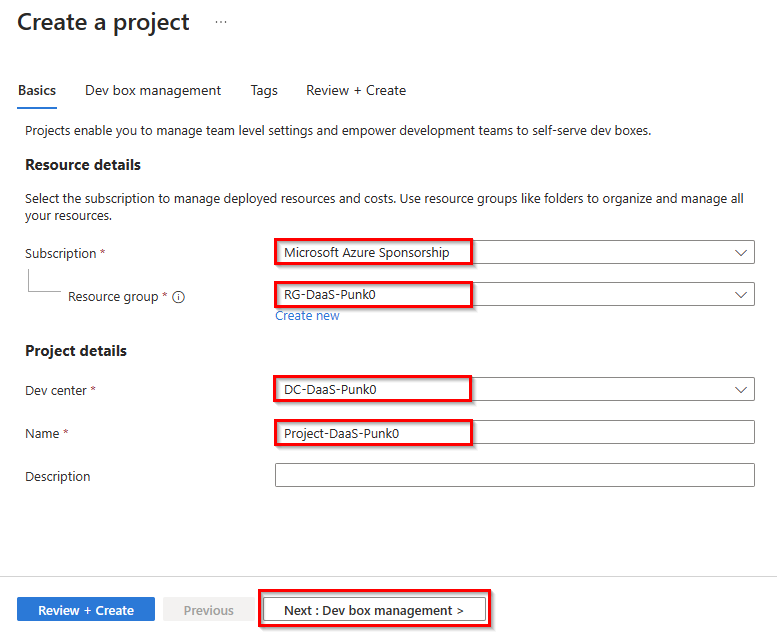 Create a project ...
Basics Dev box management Tags Review + Create
Projects enable you to manage team level settings and empower development teams to self-serve dev boxes.
Resource details
Select the subscription to manage deployed resources and costs. Use resource groups like folders to organize and manage all
your resources.
Subscription * Microsoft Azure Sponsorship
Resource group * RG-DaaS-Punk0
Create new
Project details
Dev center * DC-DaaS-Punk0
Name * Project-DaaS-Punk0
Description
Review + Create Previous Next : Dev box management >